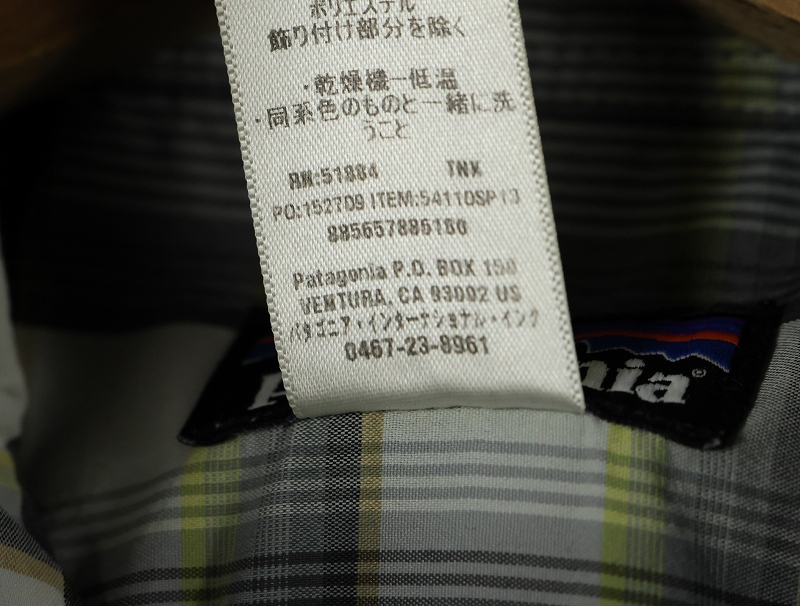 ポリエステル
飾り付け部分を除く
・乾燥機ー低温
・同系色のものと一緒に洗
うこと
RN:51884 TNK
PO:152709 ITEM:54110SP13
885657886180
Patagonia P.O. BOX 150
VENTURA, CA 93002 US
パタゴニア・インターナショナル・インク
0467-23-8961